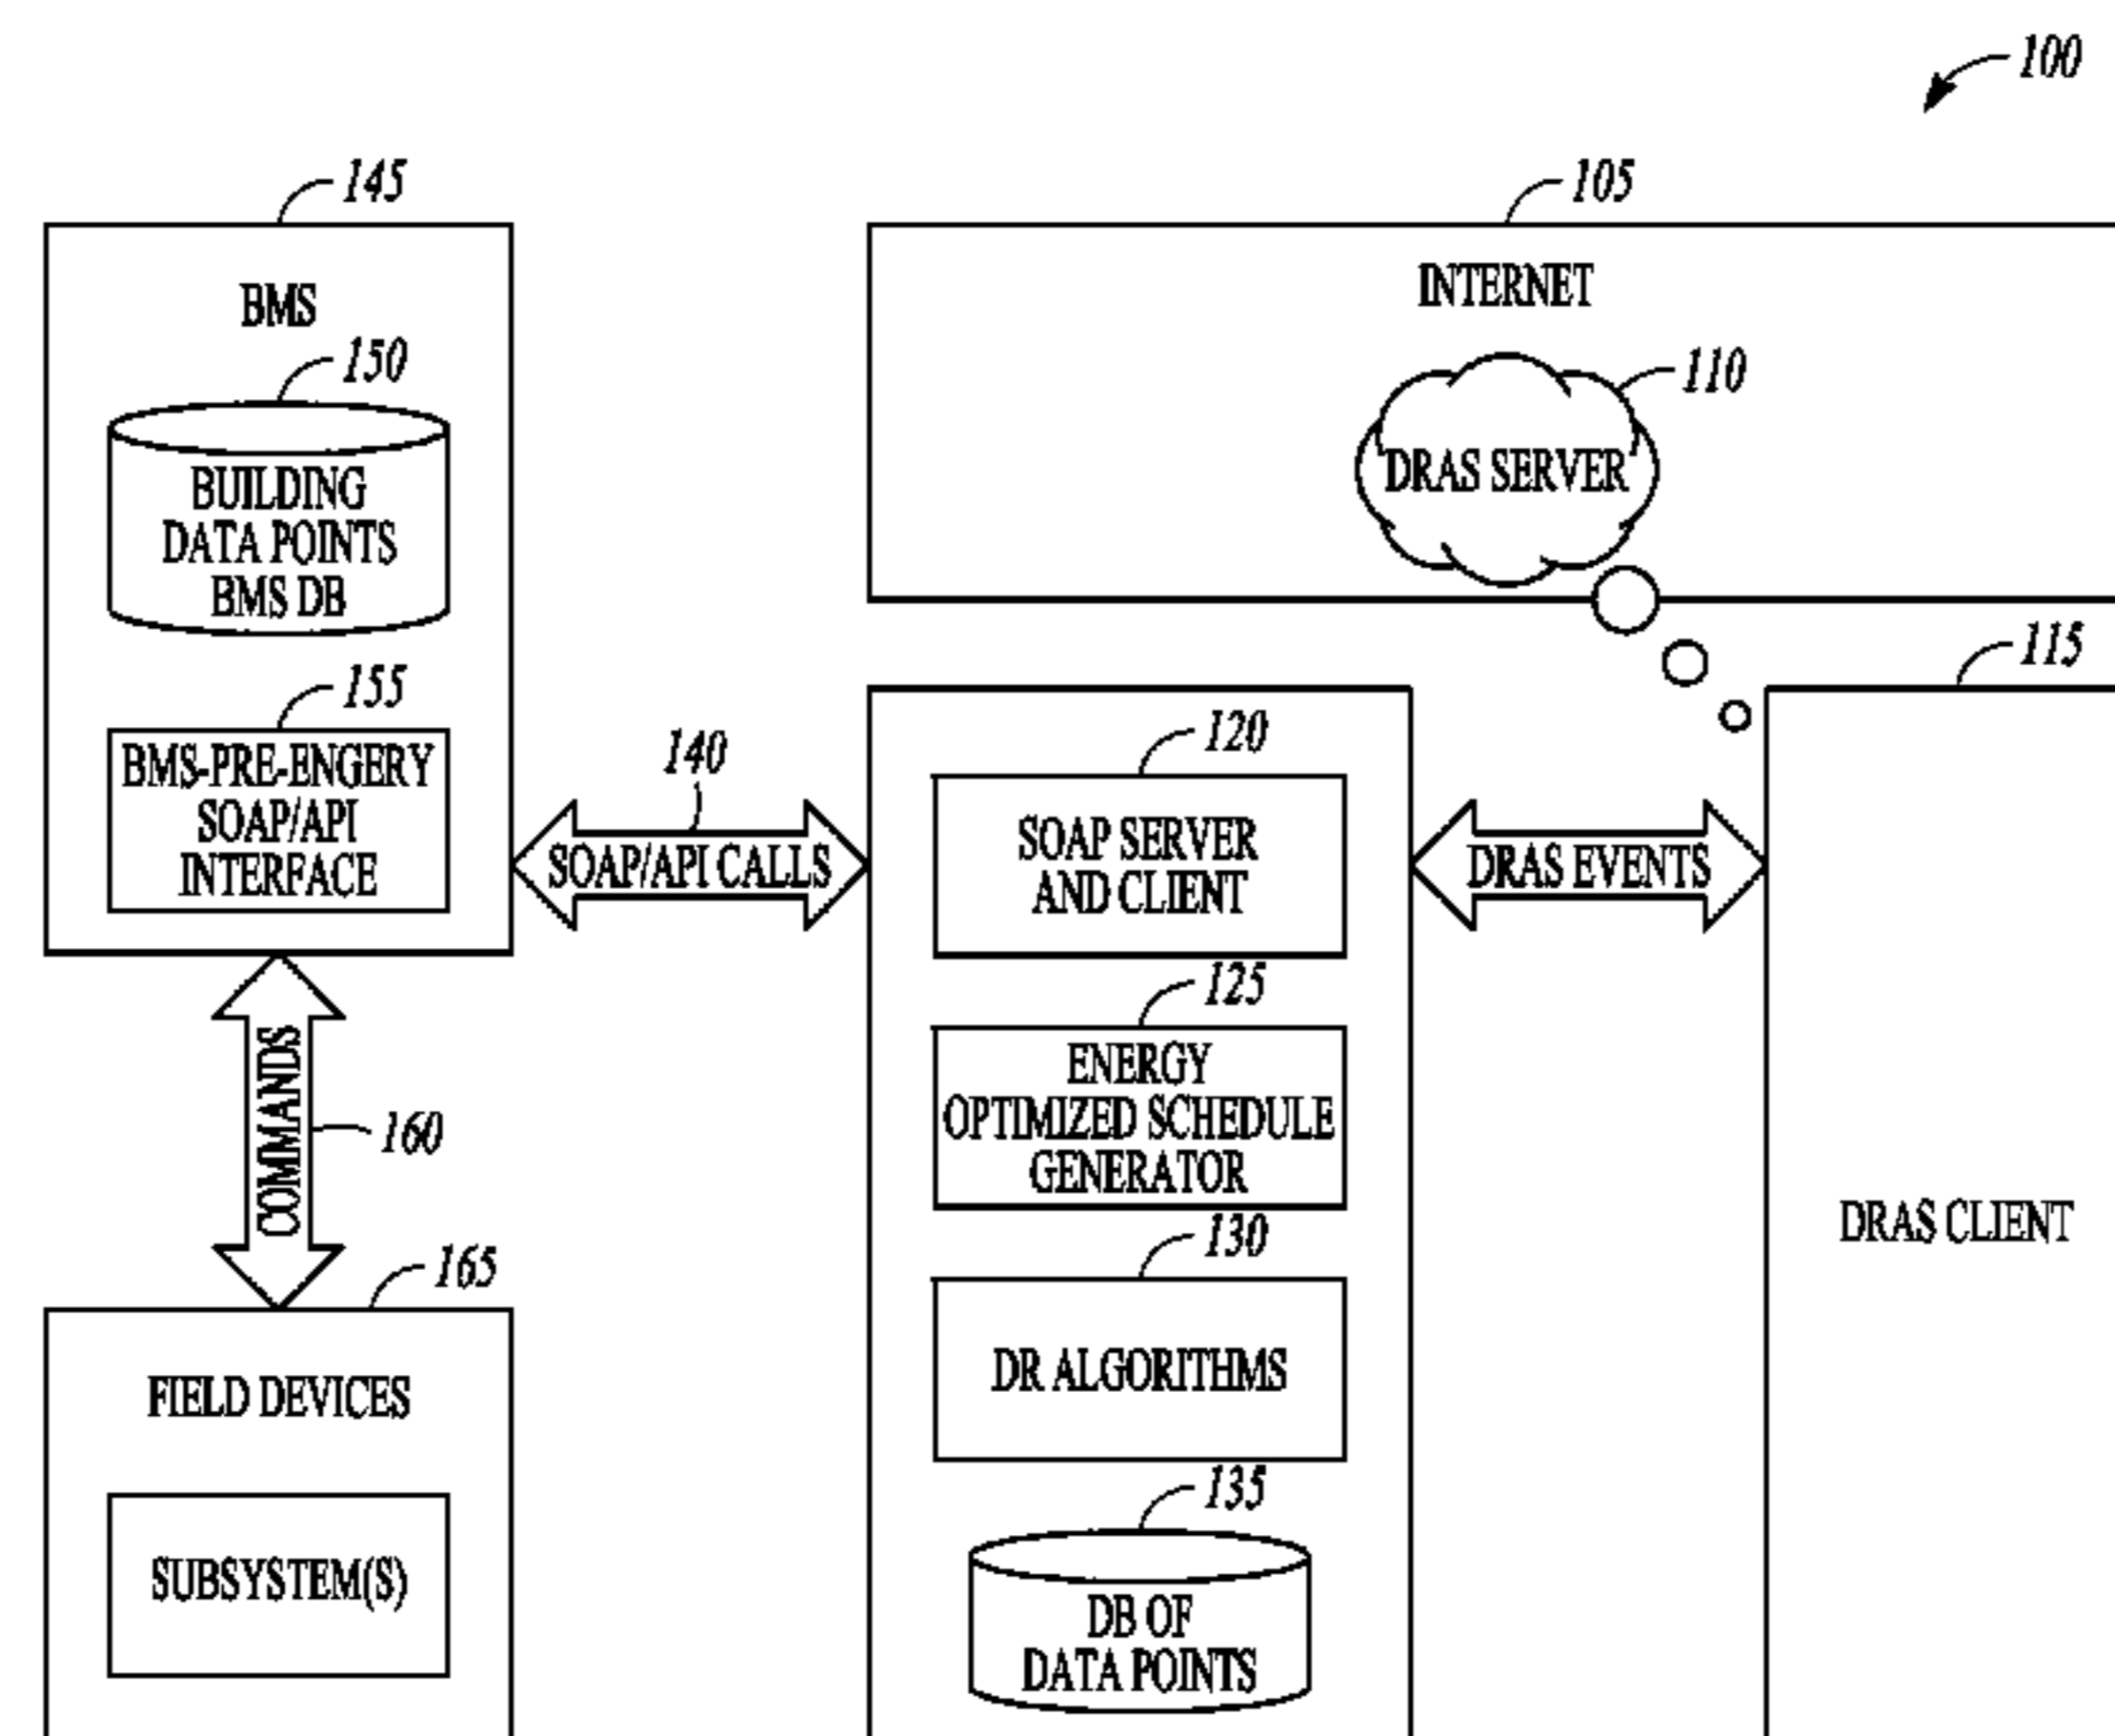 100
145
BMS
150
BUILDING
DATA POINTS
BMS DB
155
BMS-PRE-ENGERY
SOAP/API
INTERFACE
105
INTERNET
110
DRAS SERVER
140
SOAP/API CALLS
120
SOAP SERVER
AND CLIENT
125
ENERGY
OPTIMIZED SCHEDULE
GENERATOR
130
DR ALGORITHMS
135
DB OF
DATA POINTS
DRAS EVENTS
115
DRAS CLIENT
COMMANDS
160
165
FIELD DEVICES
SUBSYSTEM(S)